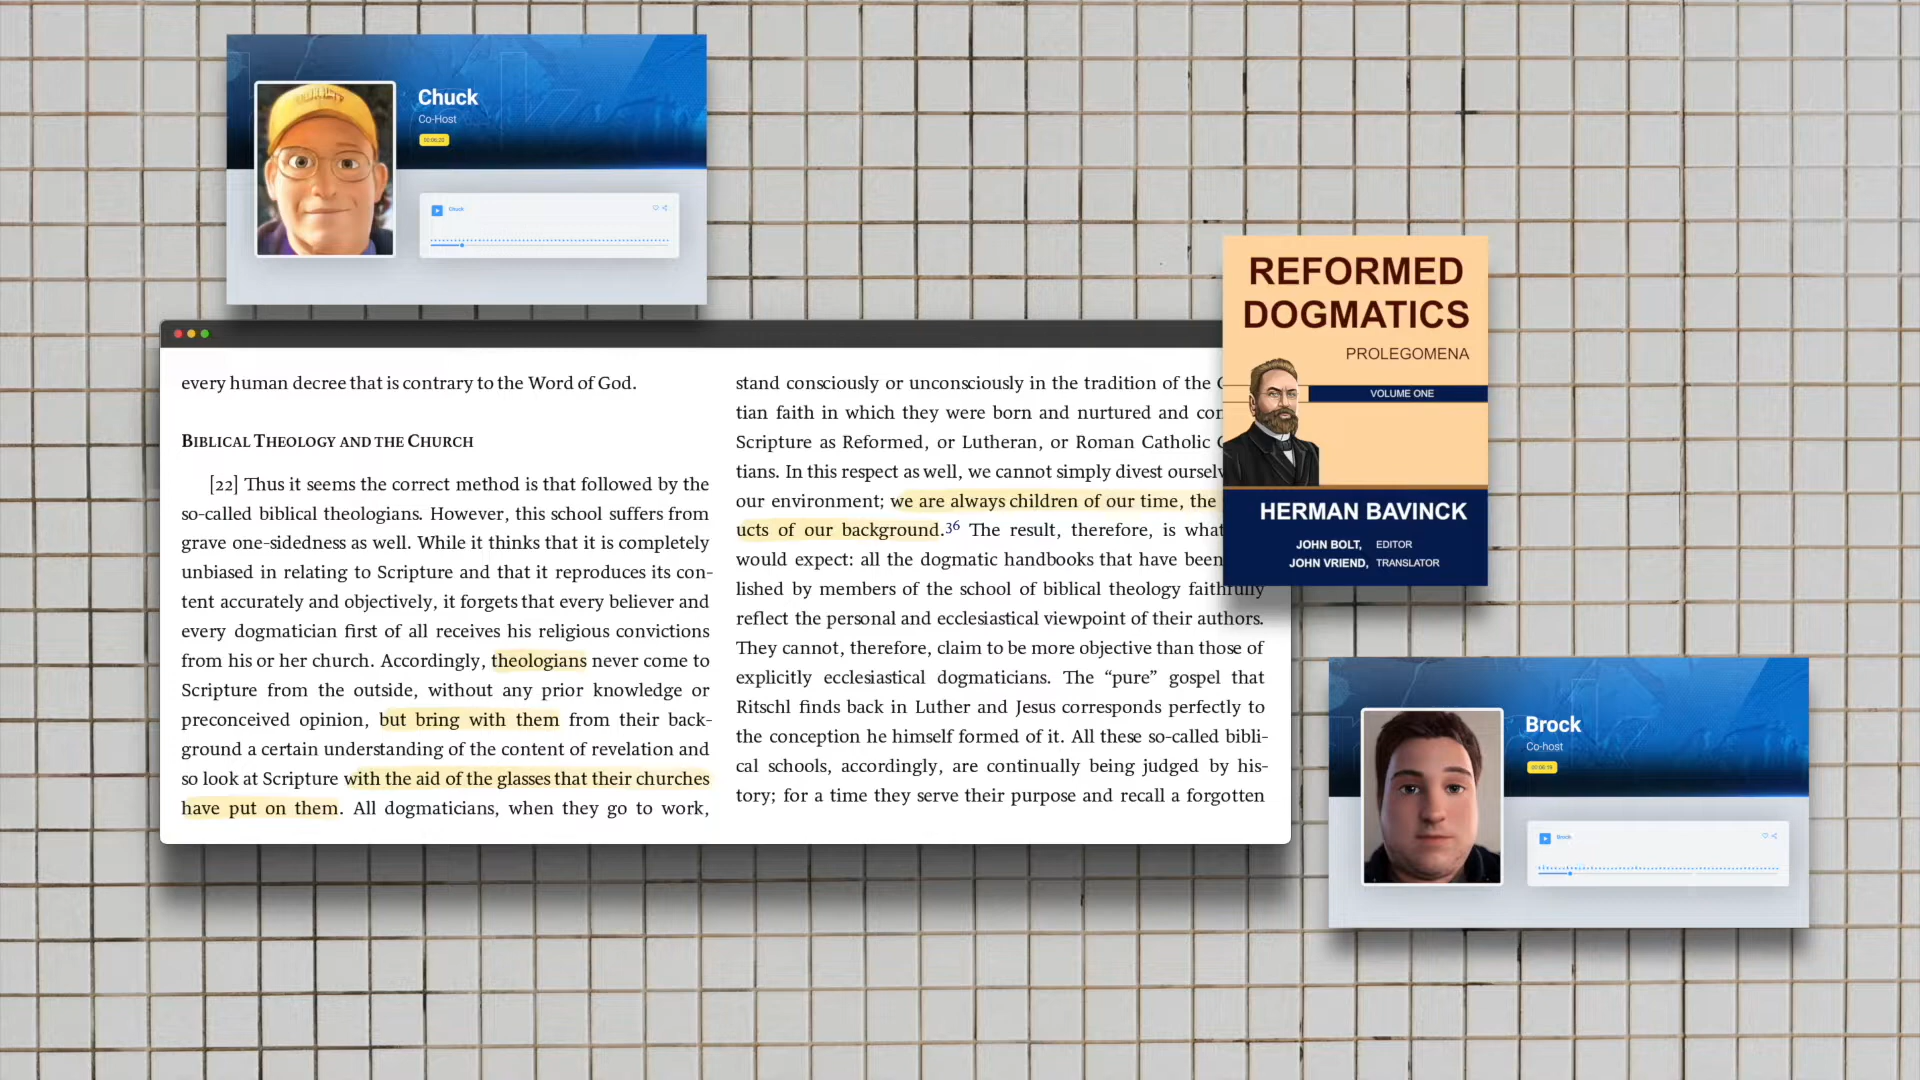 Chuck
Co-Host
00:06:20
Chuck
every human decree that is contrary to the Word of God.
BIBLICAL THEOLOGY AND THE CHURCH
[22] Thus it seems the correct method is that followed by the
so-called biblical theologians. However, this school suffers from
grave one-sidedness as well. While it thinks that it is completely
unbiased in relating to Scripture and that it reproduces its con-
tent accurately and objectively, it forgets that every believer and
every dogmatician first of all receives his religious convictions
from his or her church. Accordingly, theologians never come to
Scripture from the outside, without any prior knowledge or
preconceived opinion, but bring with them from their back-
ground a certain understanding of the content of revelation and
so look at Scripture with the aid of the glasses that their churches
have put on them. All dogmaticians, when they go to work,
stand consciously or unconsciously in the tradition of the
tian faith in which they were born and nurtured and
Scripture as Reformed, or Lutheran, or Roman Catholic
tians. In this respect as well, we cannot simply divest
our environment; we are always children of our time, the
ucts of our background.36 The result, therefore, is what
would expect: all the dogmatic handbooks that have been
lished by members of the school of biblical theology faithfully
reflect the personal and ecclesiastical viewpoint of their authors.
They cannot, therefore, claim to be more objective than those of
explicitly ecclesiastical dogmaticians. The “pure” gospel that
Ritschl finds back in Luther and Jesus corresponds perfectly to
the conception he himself formed of it. All these so-called bibli-
cal schools, accordingly, are continually being judged by his-
tory; for a time they serve their purpose and recall a forgotten
REFORMED
DOGMATICS
PROLEGOMENA
VOLUME ONE
HERMAN BAVINCK
JOHN BOLT, EDITOR
JOHN VRIEND, TRANSLATOR
Brock
Co-host
00:06:19
Brock